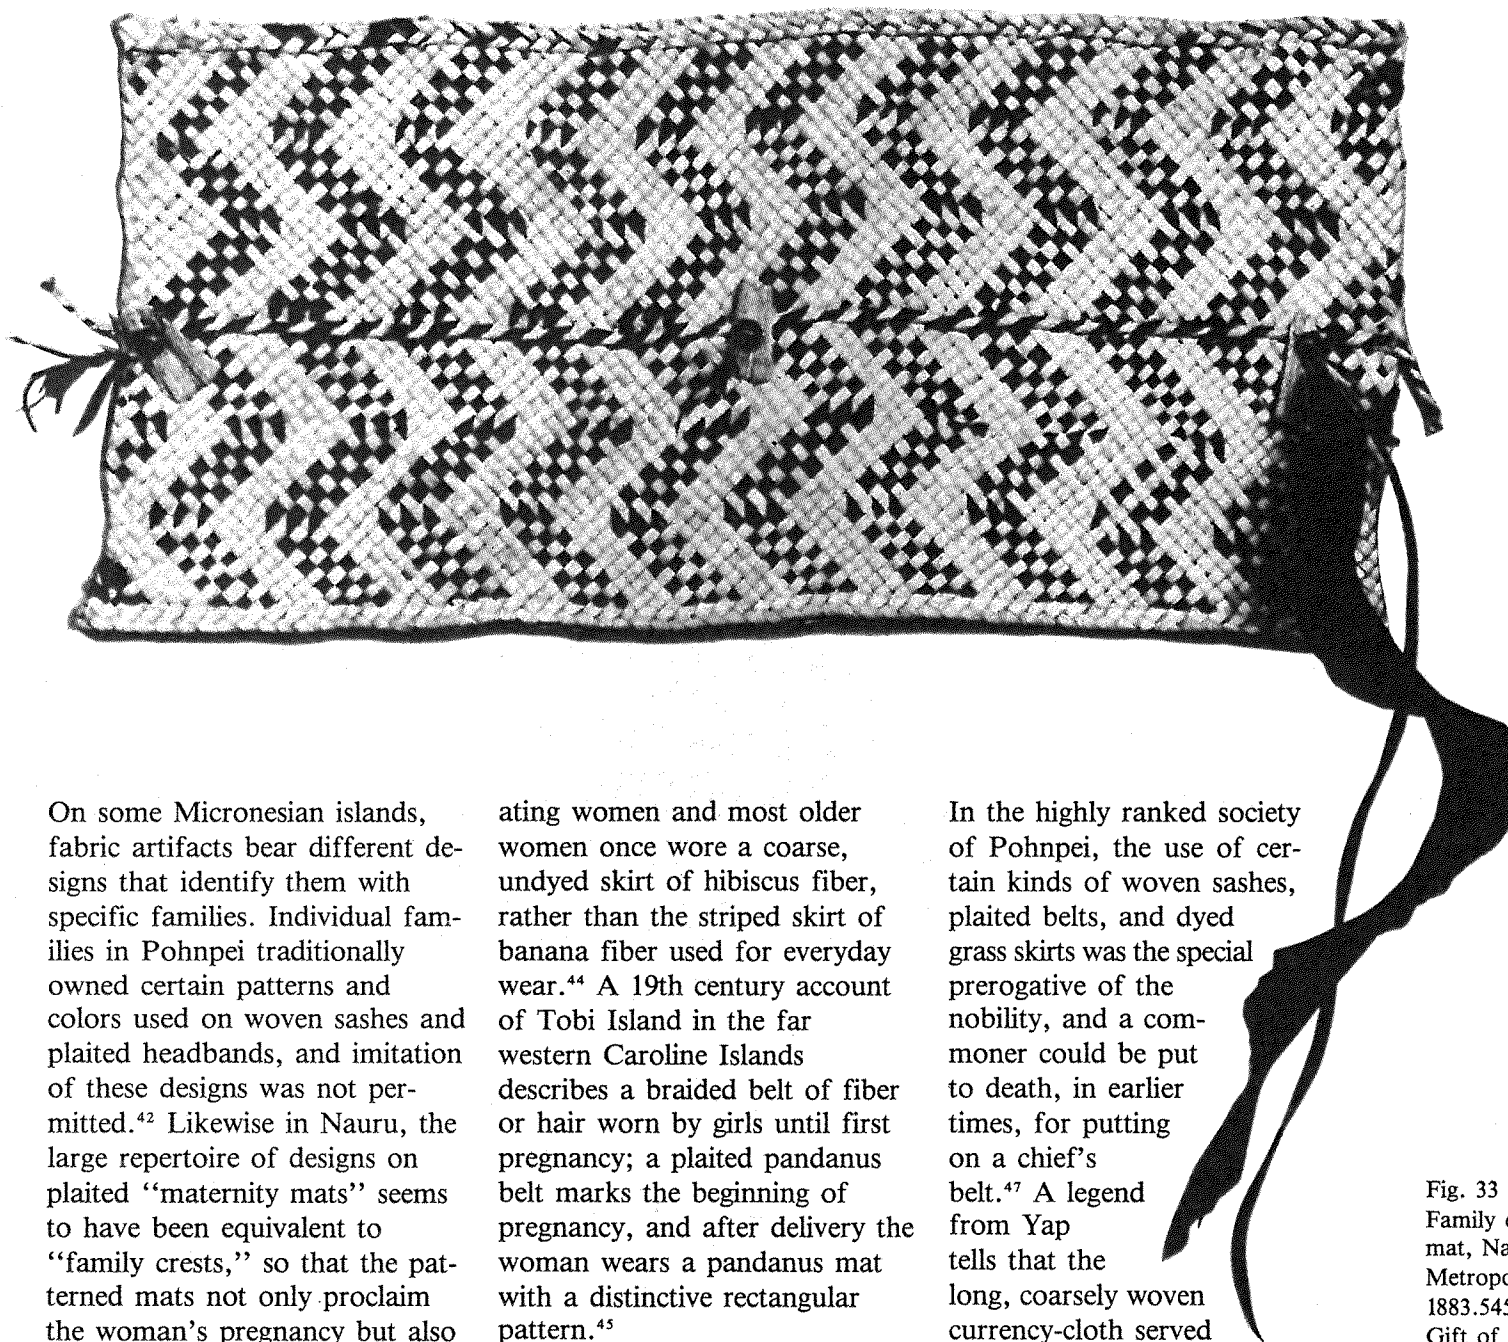 On some Micronesian islands,
fabric artifacts bear different de-
signs that identify them with
specific families. Individual fam-
ilies in Pohnpei traditionally
owned certain patterns and
colors used on woven sashes and
plaited headbands, and imitation
of these designs was not per-
mitted.⁴² Likewise in Nauru, the
large repertoire of designs on
plaited “maternity mats” seems
to have been equivalent to
“family crests,” so that the pat-
terned mats not only proclaim
the woman's pregnancy but also
ating women and most older
women once wore a coarse,
undyed skirt of hibiscus fiber,
rather than the striped skirt of
banana fiber used for everyday
wear.⁴⁴ A 19th century account
of Tobi Island in the far
western Caroline Islands
describes a braided belt of fiber
or hair worn by girls until first
pregnancy; a plaited pandanus
belt marks the beginning of
pregnancy, and after delivery the
woman wears a pandanus mat
with a distinctive rectangular
pattern.⁴⁵
In the highly ranked society
of Pohnpei, the use of cer-
tain kinds of woven sashes,
plaited belts, and dyed
grass skirts was the special
prerogative of the
nobility, and a com-
moner could be put
to death, in earlier
times, for putting
on a chief's
belt.⁴⁷ A legend
from Yap
tells that the
long, coarsely woven
currency-cloth served
Fig. 33
Family
mat,
1883.545
Gift of